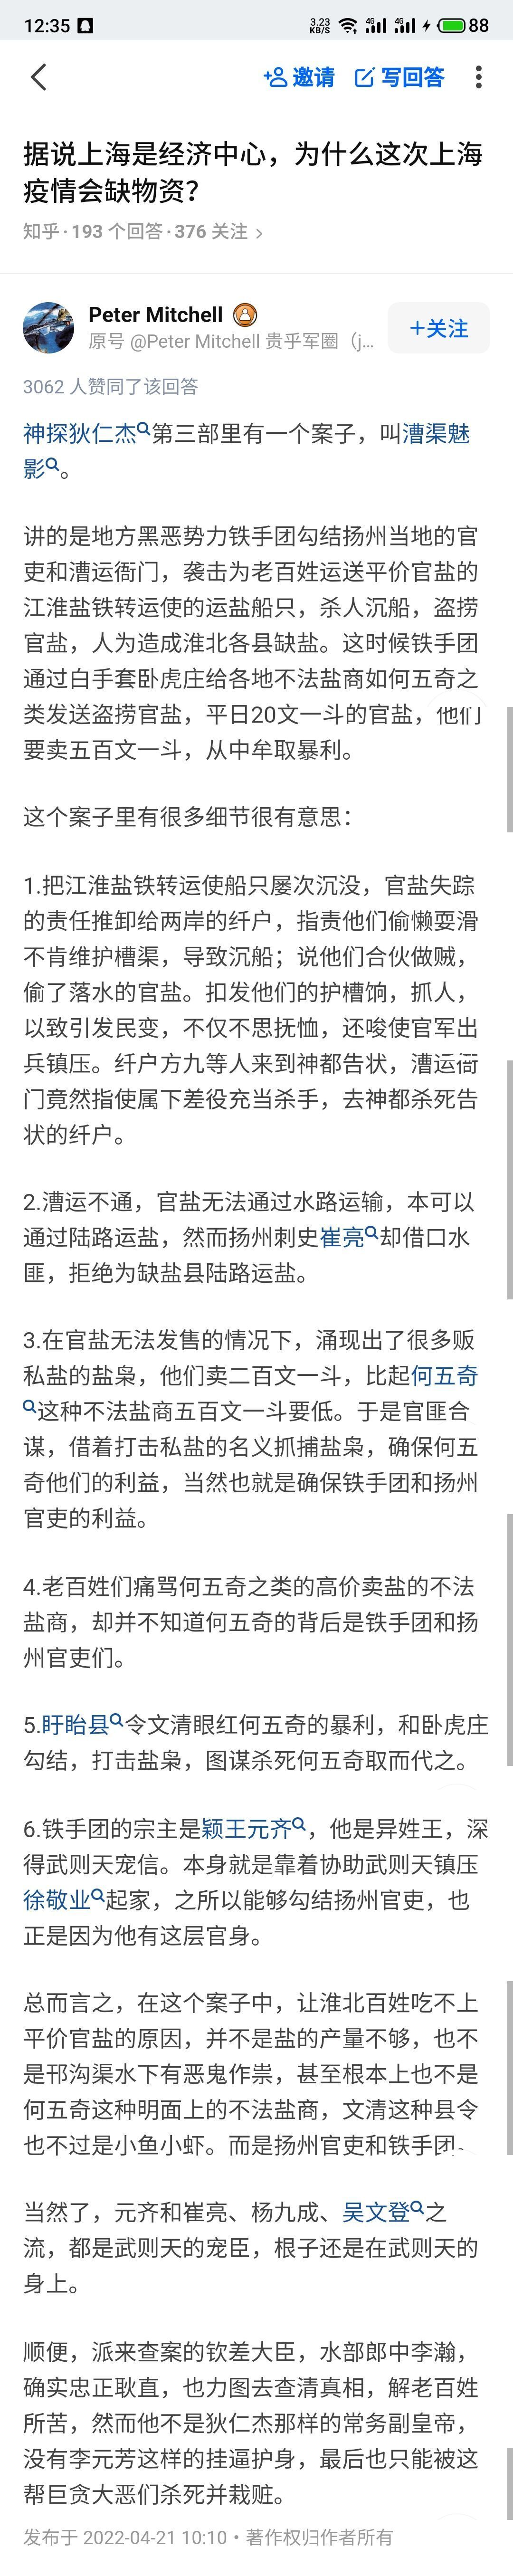 12:35
3.23 KB/S
4G
4G
88
邀请
写回答
据说上海是经济中心，为什么这次上海
疫情会缺物资？
知乎·193 个回答·376 关注 >
Peter Mitchell
原号 @Peter Mitchell 贵乎军圈（j...
+关注
3062 人赞同了该回答
神探狄仁杰第三部里有一个案子，叫漕渠魅
影。
讲的是地方黑恶势力铁手团勾结扬州当地的官
吏和漕运衙门，袭击为老百姓运送平价官盐的
江淮盐铁转运使的运盐船只，杀人沉船，盗捞
官盐，人为造成淮北各县缺盐。这时候铁手团
通过白手套卧虎庄给各地不法盐商如何五奇之
类发送盗捞官盐，平日20文一斗的官盐，他们
要卖五百文一斗，从中牟取暴利。
这个案子里有很多细节很有意思：
1.把江淮盐铁转运使船只屡次沉没，官盐失踪
的责任推卸给两岸的纤户，指责他们偷懒耍滑
不肯维护槽渠，导致沉船；说他们合伙做贼，
偷了落水的官盐。扣发他们的护槽饷，抓人，
以致引发民变，不仅不思抚恤，还唆使官军出
兵镇压。纤户方九等人来到神都告状，漕运衙
门竟然指使属下差役充当杀手，去神都杀死告
状的纤户。
2.漕运不通，官盐无法通过水路运输，本可以
通过陆路运盐，然而扬州刺史崔亮却借口水
匪，拒绝为缺盐县陆路运盐。
3.在官盐无法发售的情况下，涌现出了很多贩
私盐的盐枭，他们卖二百文一斗，比起何五奇
这种不法盐商五百文一斗要低。于是官匪合
谋，借着打击私盐的名义抓捕盐枭，确保何五
奇他们的利益，当然也就是确保铁手团和扬州
官吏的利益。
4.老百姓们痛骂何五奇之类的高价卖盐的不法
盐商，却并不知道何五奇的背后是铁手团和扬
州官吏们。
5.盱眙县令文清眼红何五奇的暴利，和卧虎庄
勾结，打击盐枭，图谋杀死何五奇取而代之。
6.铁手团的宗主是颖王元齐，他是异姓王，深
得武则天宠信。本身就是靠着协助武则天镇压
徐敬业起家，之所以能够勾结扬州官吏，也
正是因为他有这层官身。
总而言之，在这个案子中，让淮北百姓吃不上
平价官盐的原因，并不是盐的产量不够，也不
是邗沟渠水下有恶鬼作祟，甚至根本上也不是
何五奇这种明面上的不法盐商，文清这种县令
也不过是小鱼小虾。而是扬州官吏和铁手团。
当然了，元齐和崔亮、杨九成、吴文登之
流，都是武则天的宠臣，根子还是在武则天的
身上。
顺便，派来查案的钦差大臣，水部郎中李瀚，
确实忠正耿直，也力图去查清真相，解老百姓
所苦，然而他不是狄仁杰那样的常务副皇帝，
没有李元芳这样的挂逼护身，最后也只能被这
帮巨贪大恶们杀死并栽赃。
发布于 2022-04-21 10:10・著作权归作者所有